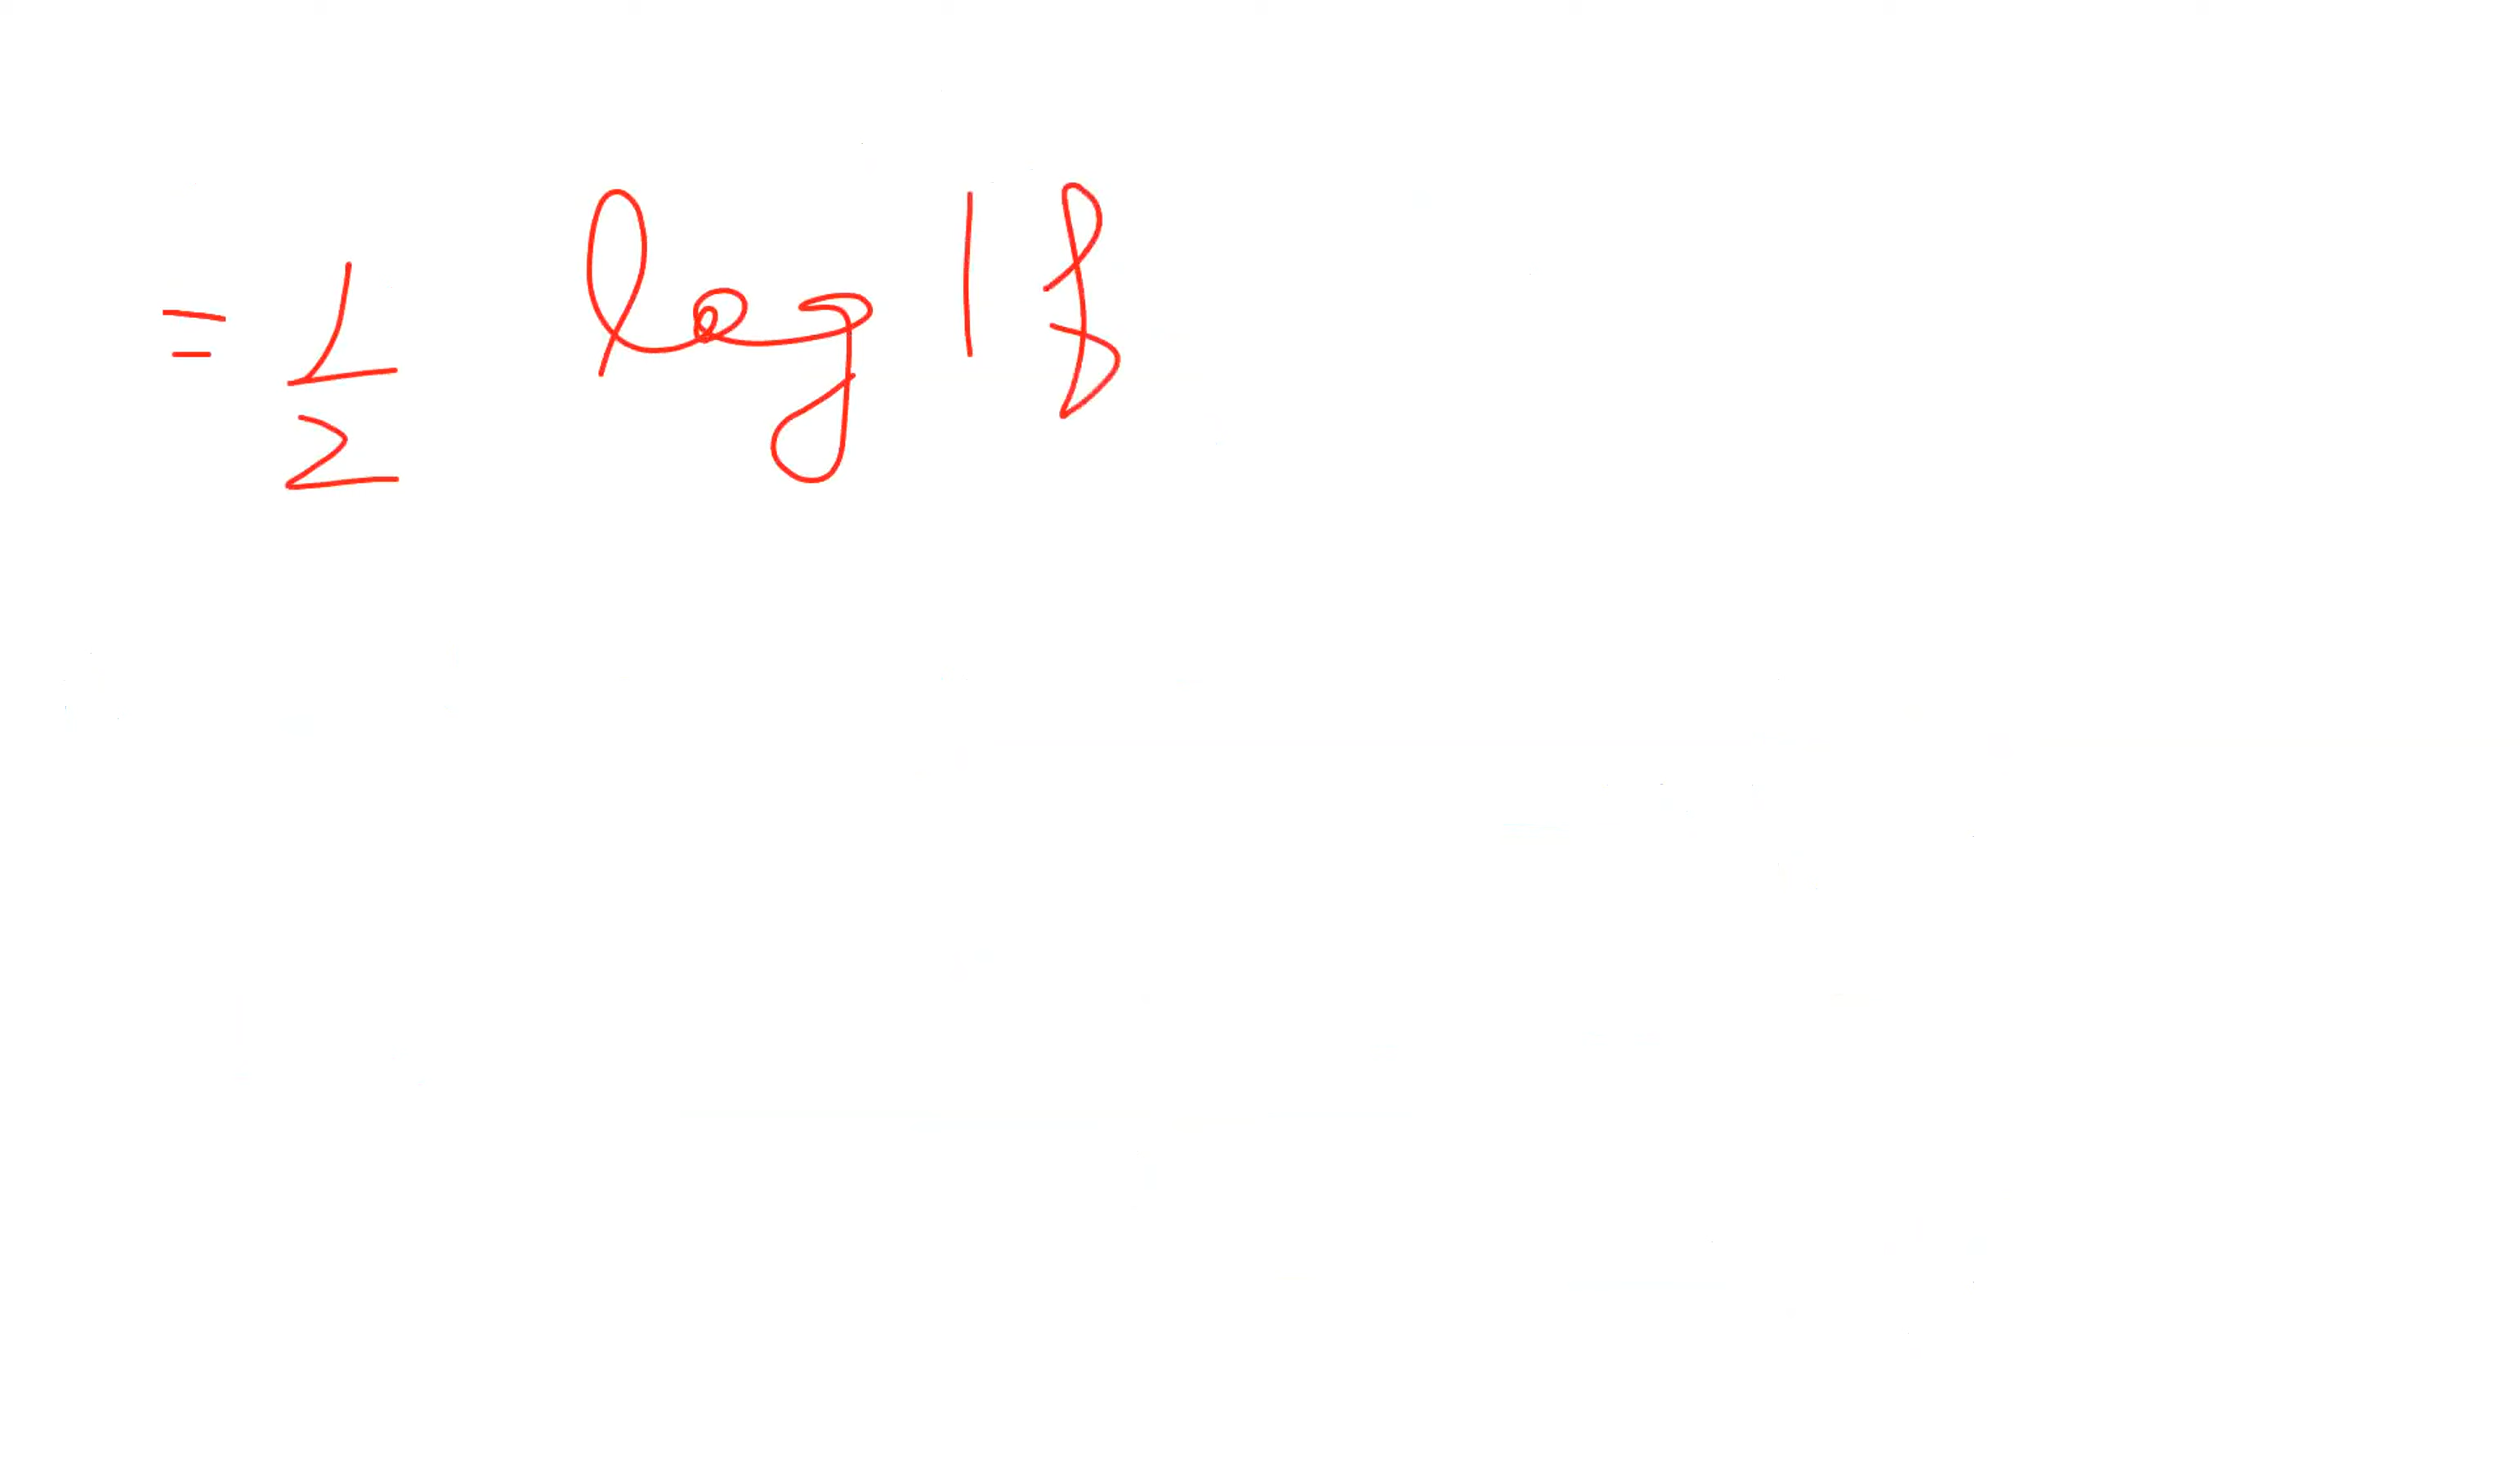 = 1/2 log |f